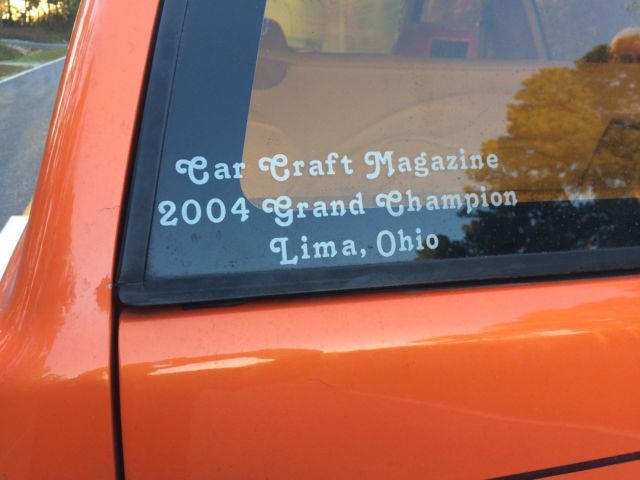 Car Craft Magazine
2004 Grand Champion
Lima, Ohio